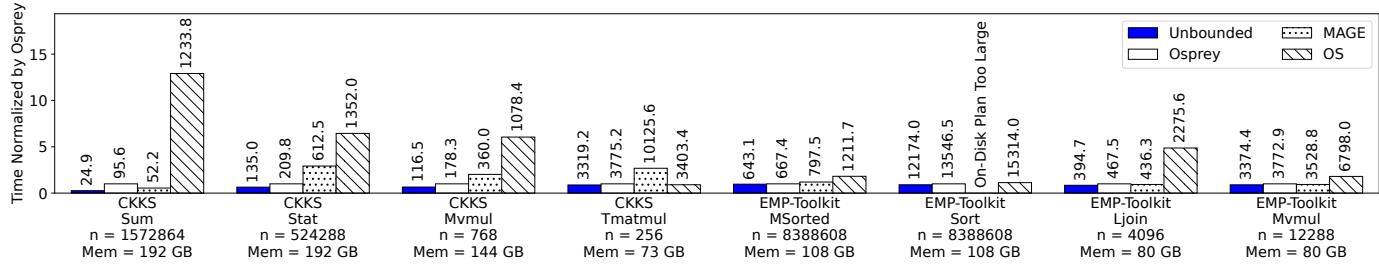 Time Normalized by Osprey
15
10
5
0
24.9
95.6
52.2
1233.8
135.0
209.8
612.5
1352.0
116.5
178.3
360.0
1078.4
3319.2
3775.2
10125.6
3403.4
643.1
667.4
797.5
1211.7
12174.0
13546.5
On-Disk Plan Too Large
15314.0
394.7
467.5
436.3
2275.6
3374.4
3772.9
3528.8
6798.0
Unbounded
Osprey
MAGE
OS
CKKS
Sum
n = 1572864
Mem = 192 GB
CKKS
Stat
n = 524288
Mem = 192 GB
CKKS
Mvmul
n = 768
Mem = 144 GB
CKKS
Tmatmul
n = 256
Mem = 73 GB
EMP-Toolkit
MSorted
n = 8388608
Mem = 108 GB
EMP-Toolkit
Sort
n = 8388608
Mem = 108 GB
EMP-Toolkit
Ljoin
n = 4096
Mem = 80 GB
EMP-Toolkit
Mvmul
n = 12288
Mem = 80 GB